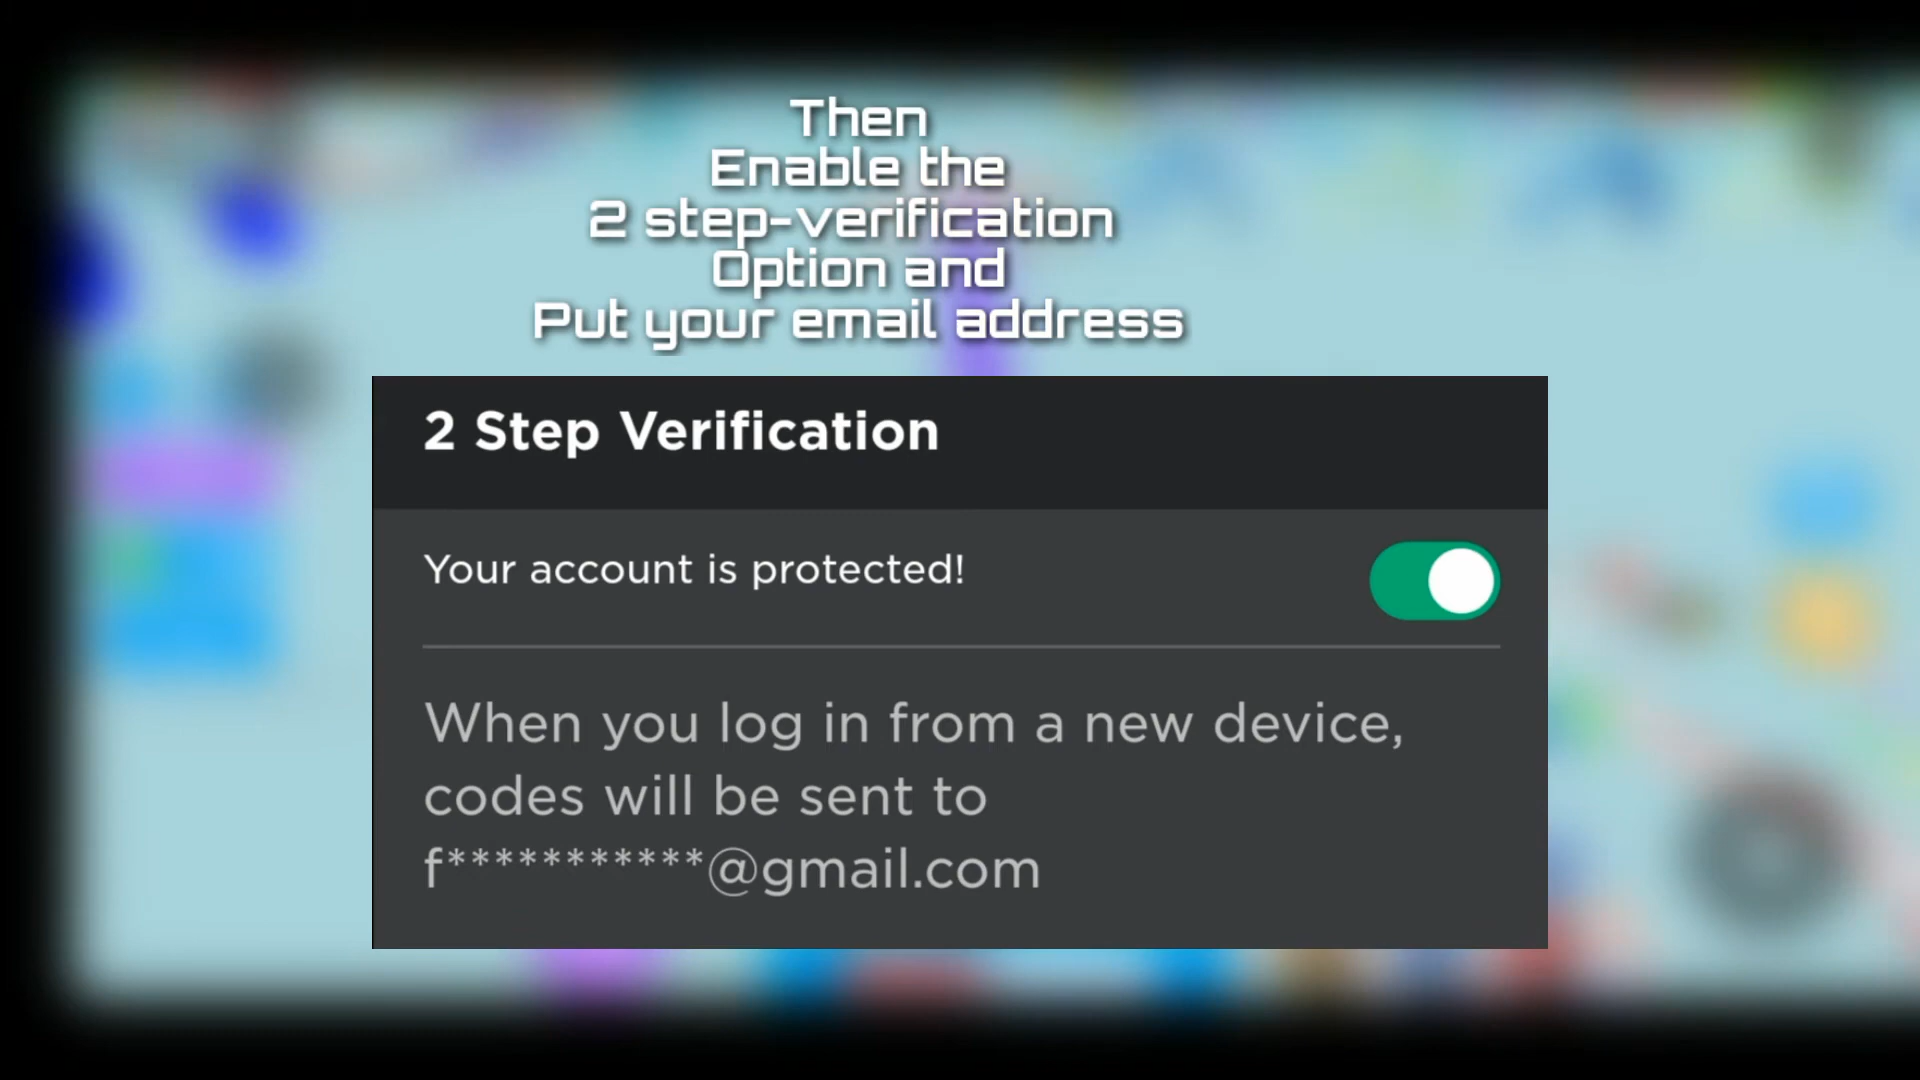 Then
Enable the
2 step-verification
Option and
Put your email address
2 Step Verification
Your account is protected!
When you log in from a new device,
codes will be sent to
f***********@gmail.com